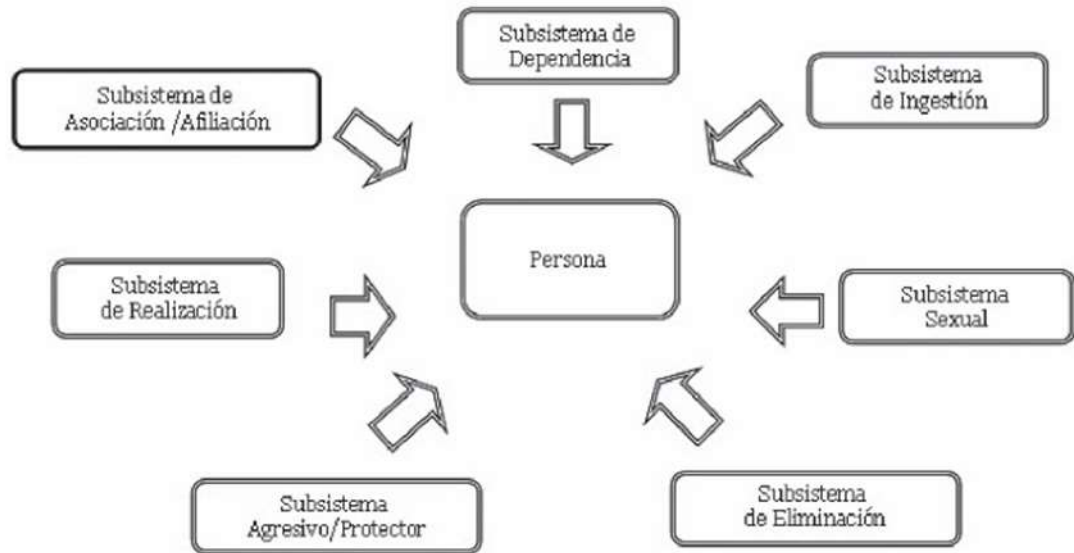 Subsistema de
Dependencia
Subsistema de
Asociación /Afiliación
Subsistema
de Ingestión
Persona
Subsistema
de Realización
Subsistema
Sexual
Subsistema
Agresivo/Protector
Subsistema
de Eliminación